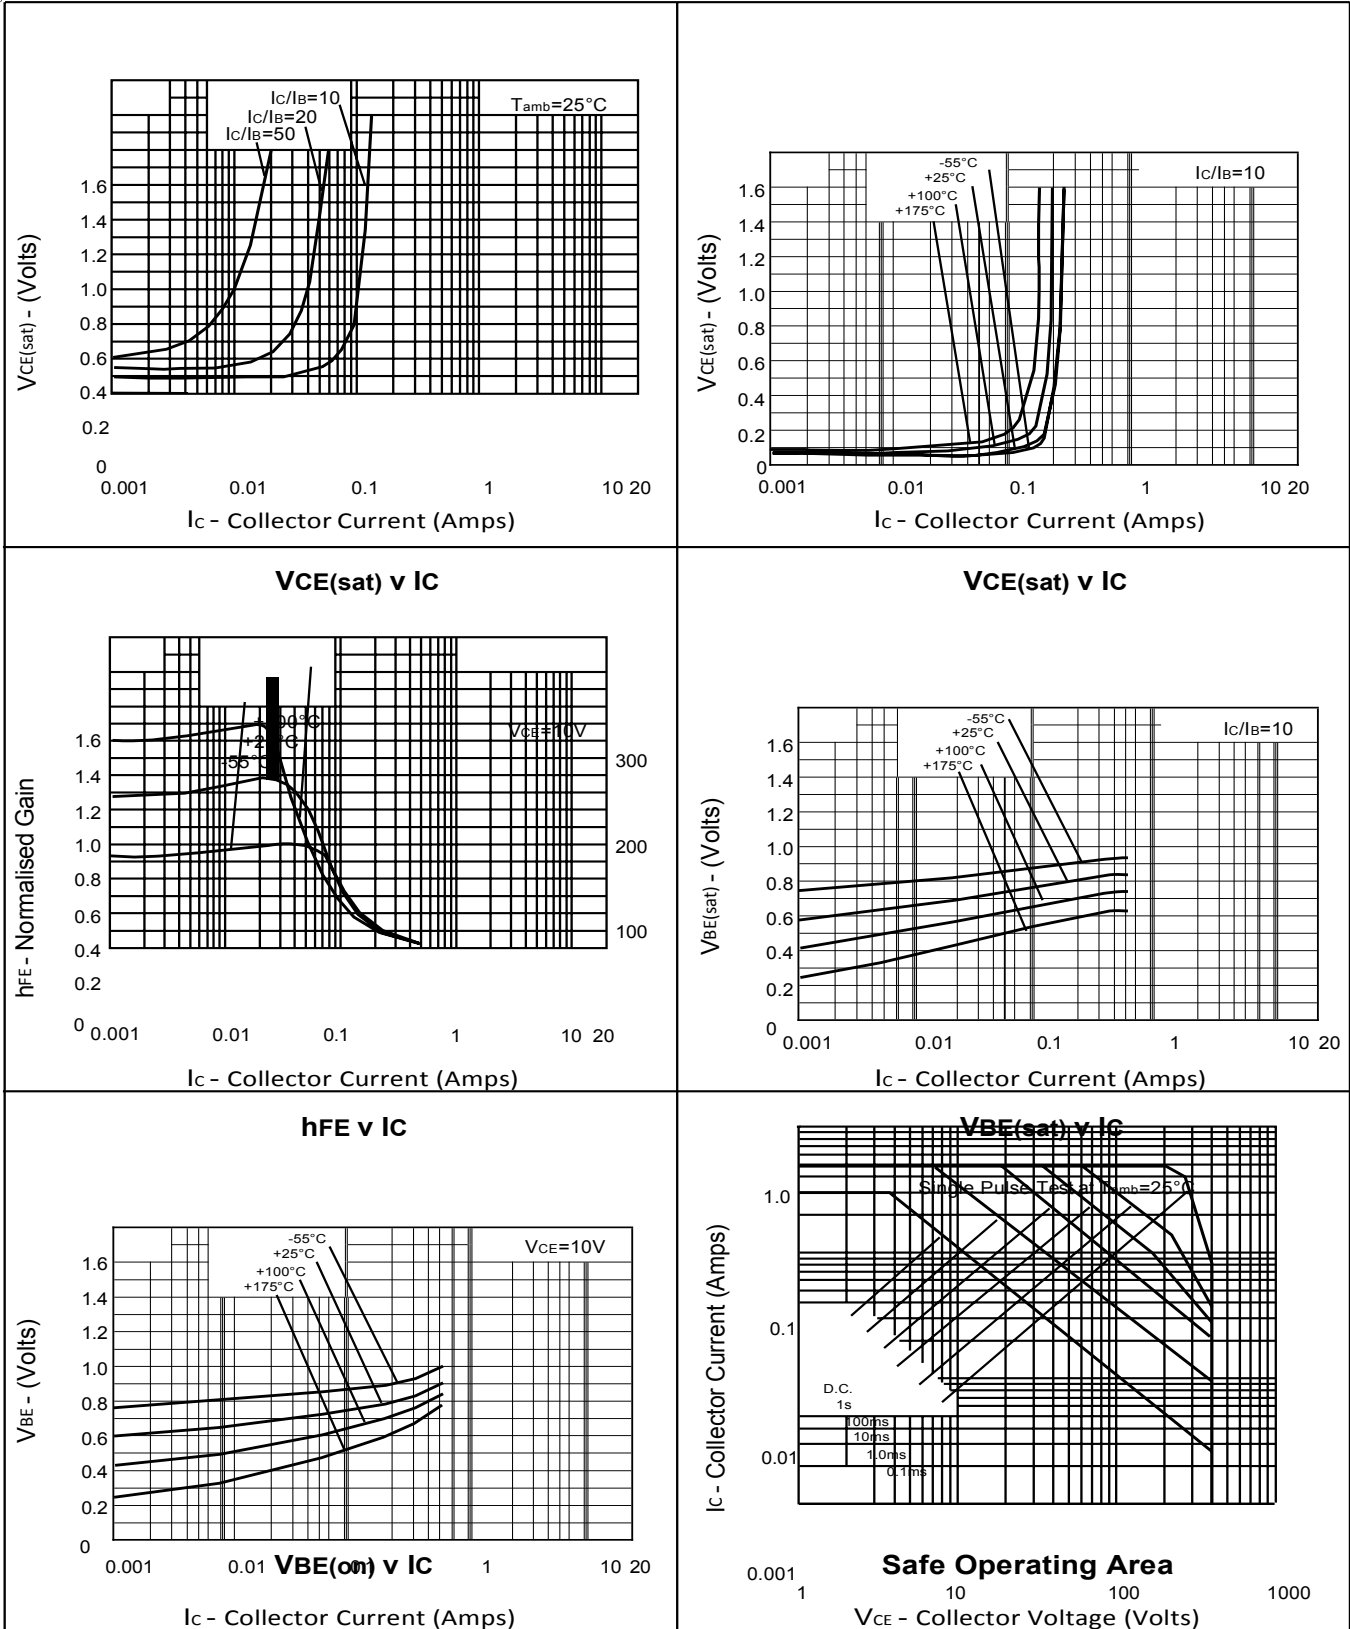 IC/IB=10
IC/IB=20
IC/IB=50
Tamb=25°C
1.6
1.4
1.2
1.0
0.8
0.6
0.4
0.2
0
VCE(sat) - (Volts)
0.001 0.01 0.1 1 10 20
IC - Collector Current (Amps)
-55°C
+25°C
+100°C
+175°C
IC/IB=10
1.6
1.4
1.2
1.0
0.8
0.6
0.4
0.2
0
VCE(sat) - (Volts)
0.001 0.01 0.1 1 10 20
IC - Collector Current (Amps)
VCE(sat) v IC
+100°C
+25°C
-55°C
VCE=10V
1.6
1.4
1.2
1.0
0.8
0.6
0.4
0.2
0
300
200
100
hFE - Normalised Gain
0.001 0.01 0.1 1 10 20
IC - Collector Current (Amps)
VCE(sat) v IC
-55°C
+25°C
+100°C
+175°C
IC/IB=10
1.6
1.4
1.2
1.0
0.8
0.6
0.4
0.2
0
VBE(sat) - (Volts)
0.001 0.01 0.1 1 10 20
IC - Collector Current (Amps)
hFE v IC
-55°C
+25°C
+100°C
+175°C
VCE=10V
1.6
1.4
1.2
1.0
0.8
0.6
0.4
0.2
0
VBE - (Volts)
0.001 0.01 0.1 1 10 20
VBE(on) v IC
IC - Collector Current (Amps)
VBE(sat) v IC
Single Pulse Test at Tamb=25°C
1.0
0.1
0.01
0.001
IC - Collector Current (Amps)
D.C.
1s
100ms
10ms
1.0ms
0.1ms
Safe Operating Area
1 10 100 1000
VCE - Collector Voltage (Volts)